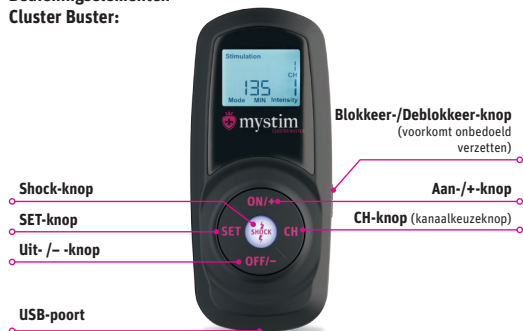 Cluster Buster:
Stimulation
CH
135
Mode MIN Intensity
mystim
Blokkeer-/Deblokkeer-knop
(voorkomt onbedoeld
verzetten)
Shock-knop
Aan-/+-knop
ON/+
SET-knop
CH-knop (kanaalkeuzeknop)
SET
SHOCK
CH
Uit- /– -knop
OFF/–
USB-poort